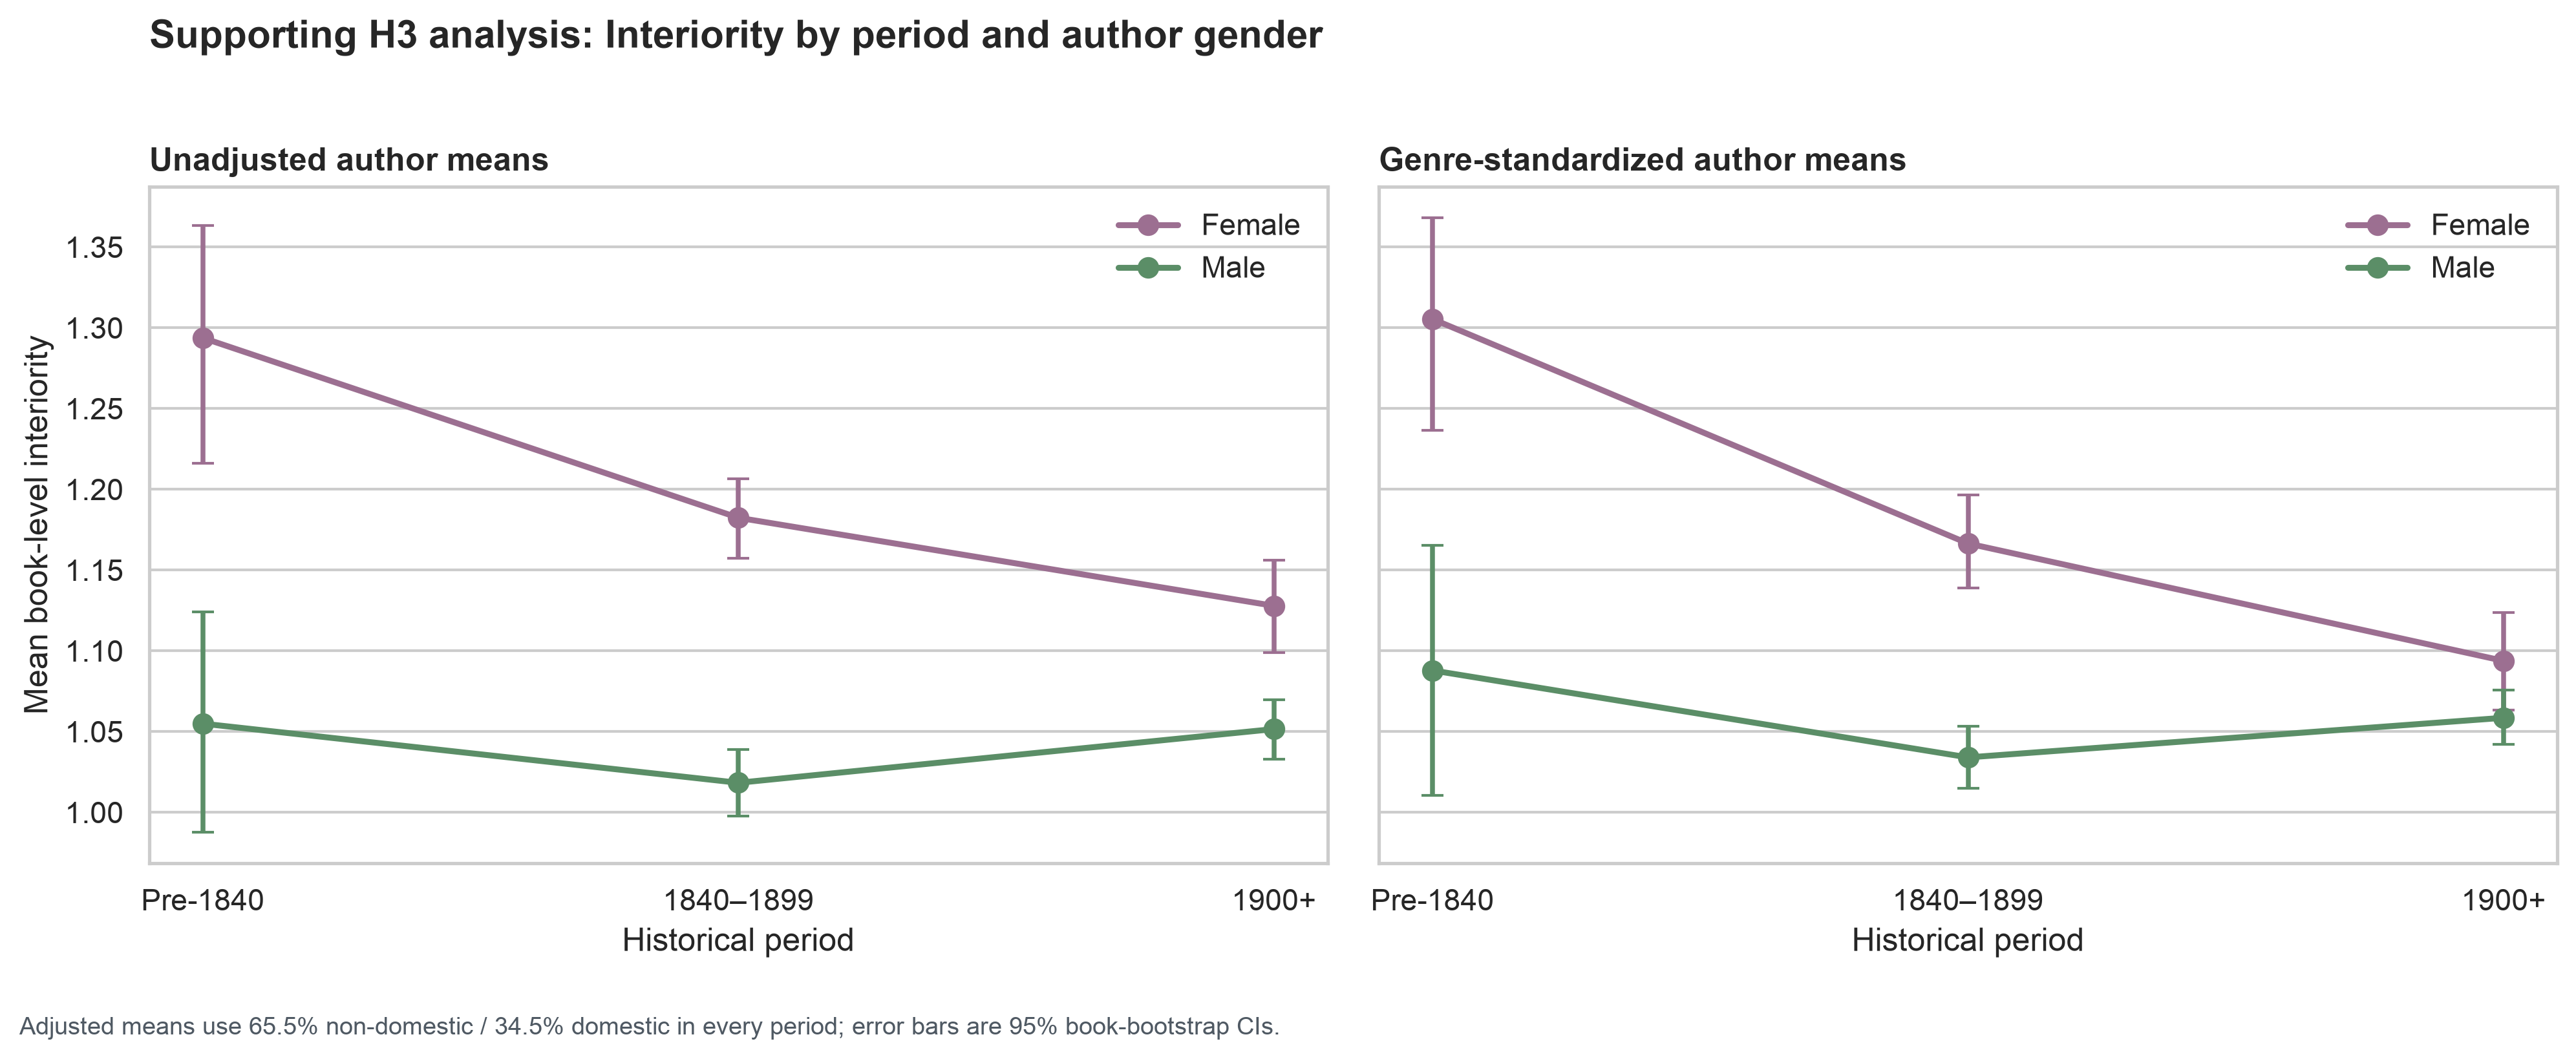 Supporting H3 analysis: Interiority by period and author gender
Unadjusted author means
Female
Male
1.35
1.30
1.25
1.20
1.15
1.10
1.05
1.00
Mean book-level interiority
Pre-1840
1840–1899
1900+
Historical period
Genre-standardized author means
Female
Male
Pre-1840
1840–1899
1900+
Historical period
Adjusted means use 65.5% non-domestic / 34.5% domestic in every period; error bars are 95% book-bootstrap CIs.